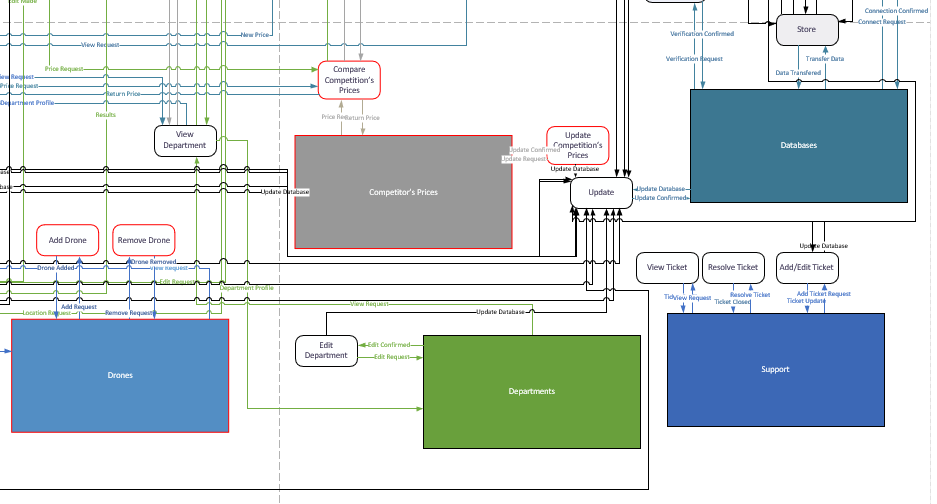 Edit Made
Connection Confirmed
Connect Request
Store
New Price
View Request
Verification Confirmed
Verification Request
Transfer Data
Data Transfered
Price Request
Compare
Competition's
Prices
View Request
Price Request
Return Price
Department Profile
Results
Return Price
View
Department
Update
Competition's
Prices
Update Confirmed
Update Request
Update Database
Databases
Competitor's Prices
Update Database
Update
Update Database
Update Confirmed
Add Drone
Remove Drone
Update Database
Drone Added
Drone Removed
View Request
Edit Request
Department Profile
View Ticket
Resolve Ticket
Add/Edit Ticket
View Request
Resolve Ticket
Ticket Closed
Add Ticket Request
Ticket Update
Add Request
Location Request
Remove Request
View Request
Update Database
Edit
Department
Edit Confirmed
Edit Request
Drones
Departments
Support